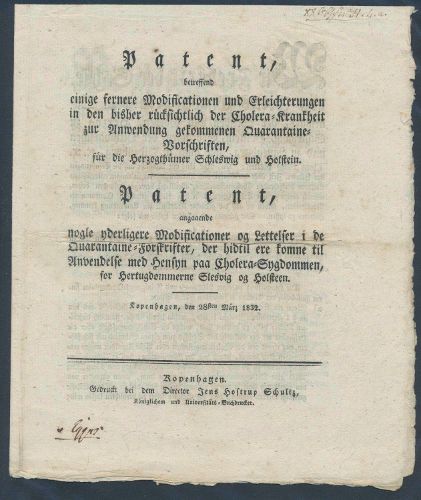 Patent,
betreffend
einige fernere Modificationen und Erleichterungen
in den bisher rücksichtlich der Cholera-Krankheit
zur Anwendung gekommenen Quarantaine-
Vorschriften,
für die Herzogthümer Schleswig und Holstein.
Patent,
angaaende
nogle yderligere Modificationer og Lettelser i de
Quarantaine-Forskrifter, der hidtil ere komne til
Anvendelse med Hensyn paa Cholera-Sygdommen,
for Hertugdømmerne Slesvig og Holsteen.
Kopenhagen, den 28sten März 1832.
Kopenhagen.
Gedruckt bei dem Director Jens Hostrup Schultz,
Königlichem und Universitäts-Buchdrucker.